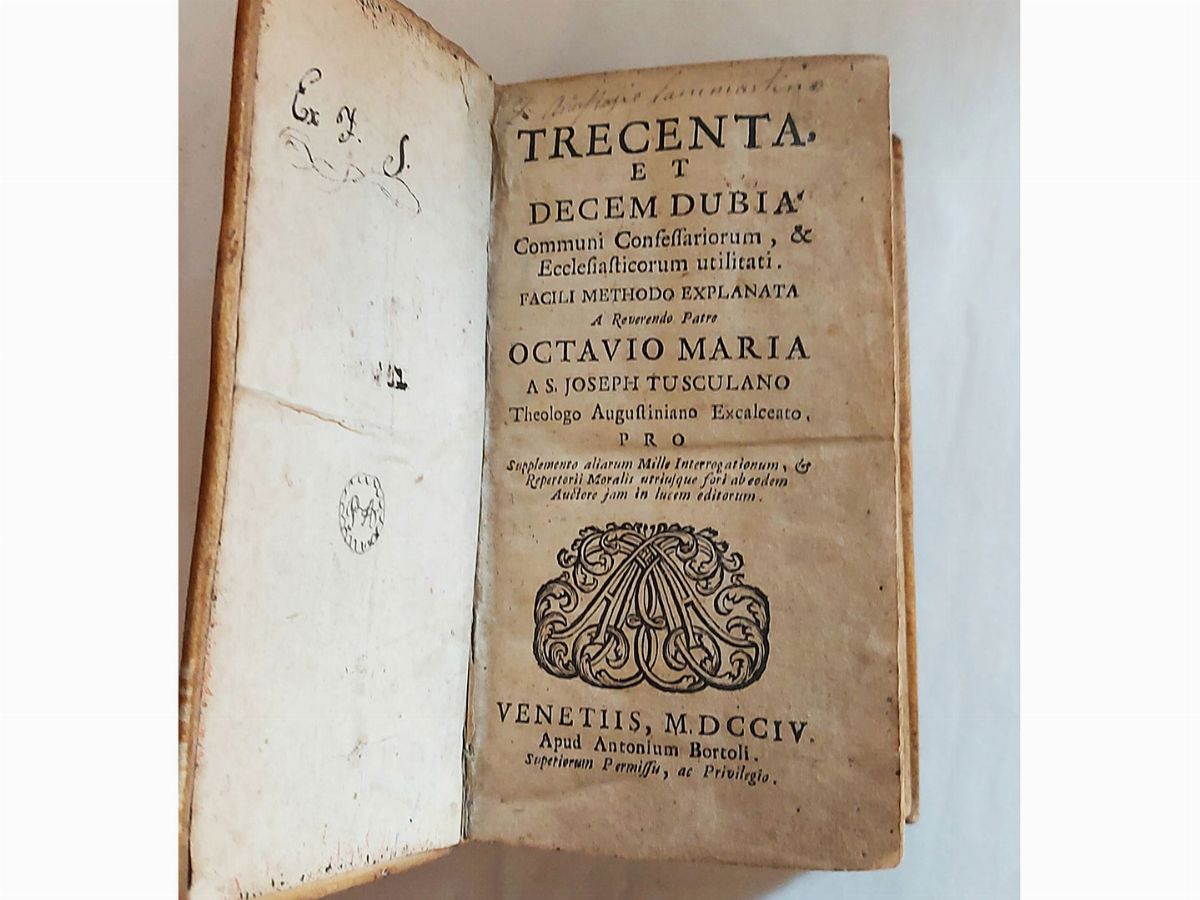 Ex J.
S.
TRECENTA,
ET
DECEM DUBIA
Communi Confeſſariorum, &
Eccleſiaſticorum utilitati.
FACILI METHODO EXPLANATA
A Reverendo Patre
OCTAVIO MARIA
A S. JOSEPH TUSCULANO
Theologo Auguſtiniano Excalceato,
PRO
Supplemento aliarum Mille Interrogationum, &
Repertorii Moralis utriuſque fori ab eodem
Auctore jam in lucem editorum.
VENETIIS, M.DCCIV.
Apud Antonium Bortoli.
Superiorum Permiſſu, ac Privilegio.